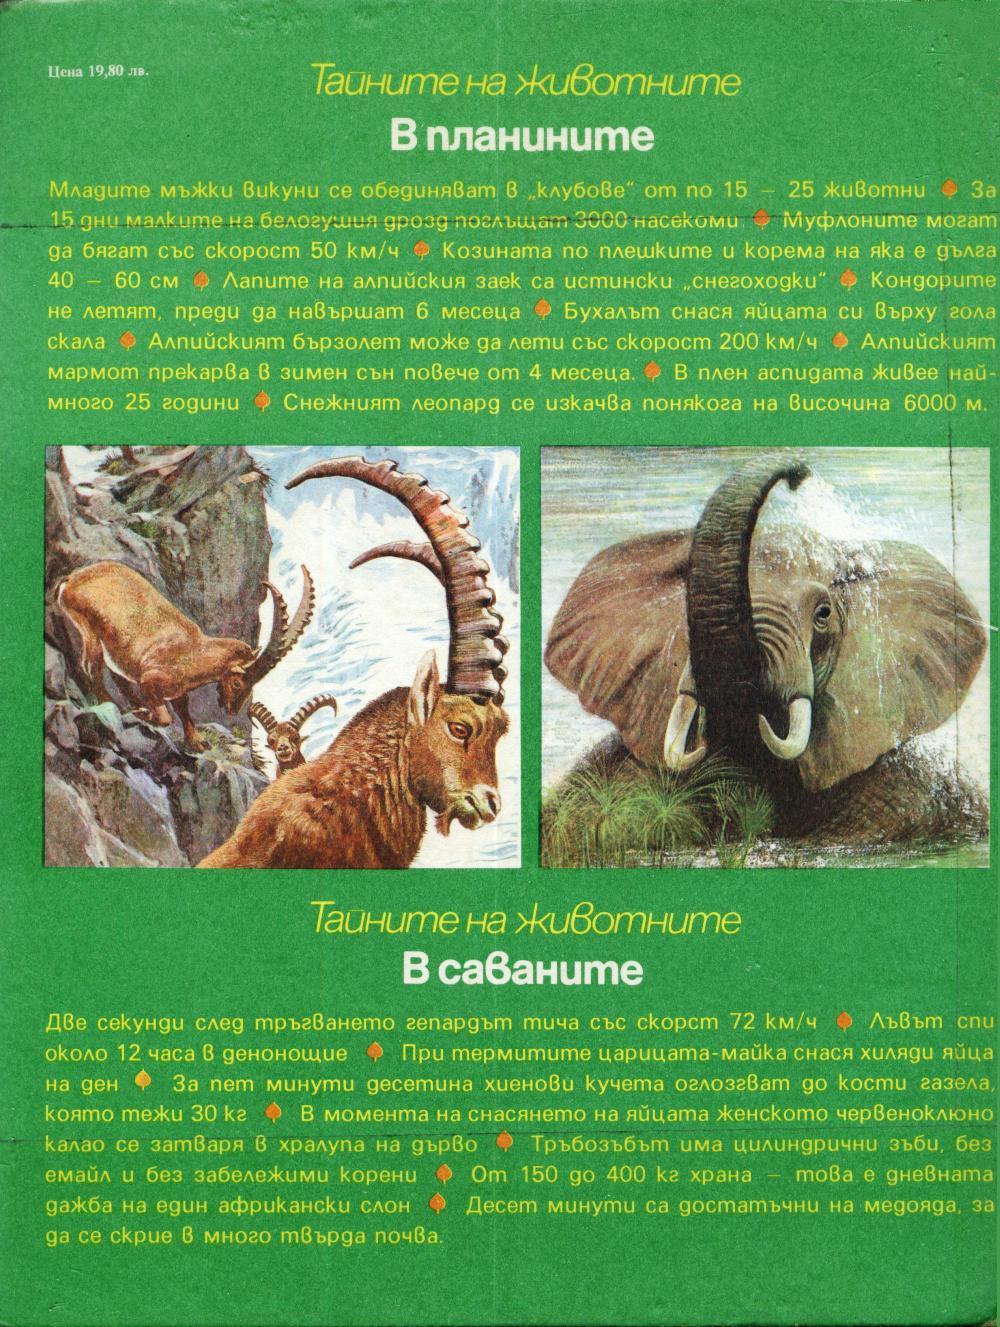 Цена 19,80 лв.
Тайните на животните
В планините
Младите мъжки викуни се обединяват в „клубове“ от по 15 – 25 животни За
15 дни малките на белогушия дрозд поглъщат 3000 насекоми. Муфлоните могат
да бягат със скорост 50 км/ч Козината по плешките и корема на яка е дълга
40 – 60 см Лапите на алпийския заек са истински „снегоходки“ Кондорите
не летят, преди да навършат 6 месеца Бухалът снася яйцата си върху гола
скала Алпийският бързолет може да лети със скорост 200 км/ч Алпийският
мармот прекарва в зимен сън повече от 4 месеца. В плен аспидата живее най-
много 25 години Снежният леопард се изкачва понякога на височина 6000 м.
Тайните на животните
В саваните
Две секунди след тръгването гепардът тича със скорст 72 км/ч Лъвът спи
около 12 часа в денонощие При термитите царицата-майка снася хиляди яйца
на ден За пет минути десетина хиенови кучета оглозгват до кости газела,
която тежи 30 кг В момента на снасянето на яйцата женското червеноклюно
калао се затваря в хралупа на дърво Тръбозъбът има цилиндрични зъби, без
емайл и без забележими корени От 150 до 400 кг храна – това е дневната
дажба на един африкански слон Десет минути са достатъчни на медояда, за
да се скрие в много твърда почва.